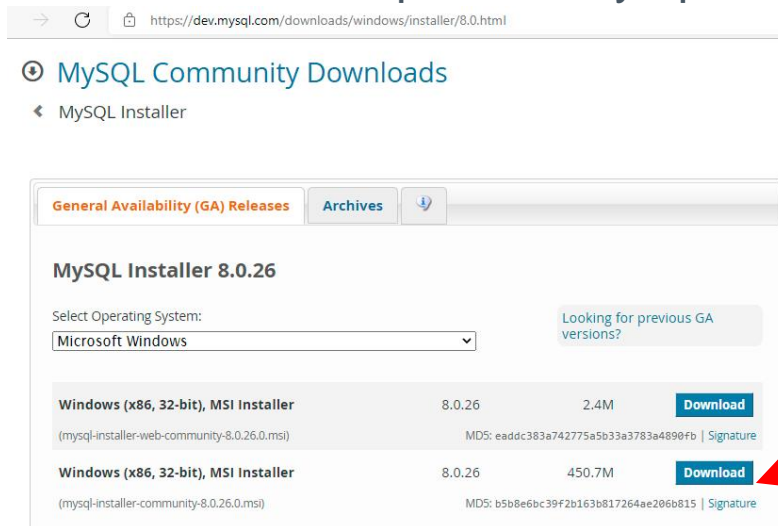 https://dev.mysql.com/downloads/windows/installer/8.0.html
MySQL Community Downloads
MySQL Installer
General Availability (GA) Releases Archives
MySQL Installer 8.0.26
Select Operating System:
Microsoft Windows
Looking for previous GA
versions?
Windows (x86, 32-bit), MSI Installer 8.0.26 2.4M Download
(mysql-installer-web-community-8.0.26.0.msi) MD5: eaddc383a742775a5b33a3783a4890fb | Signature
Windows (x86, 32-bit), MSI Installer 8.0.26 450.7M Download
(mysql-installer-community-8.0.26.0.msi) MD5: b5b8e6bc39f2b163b817264ae206b815 | Signature